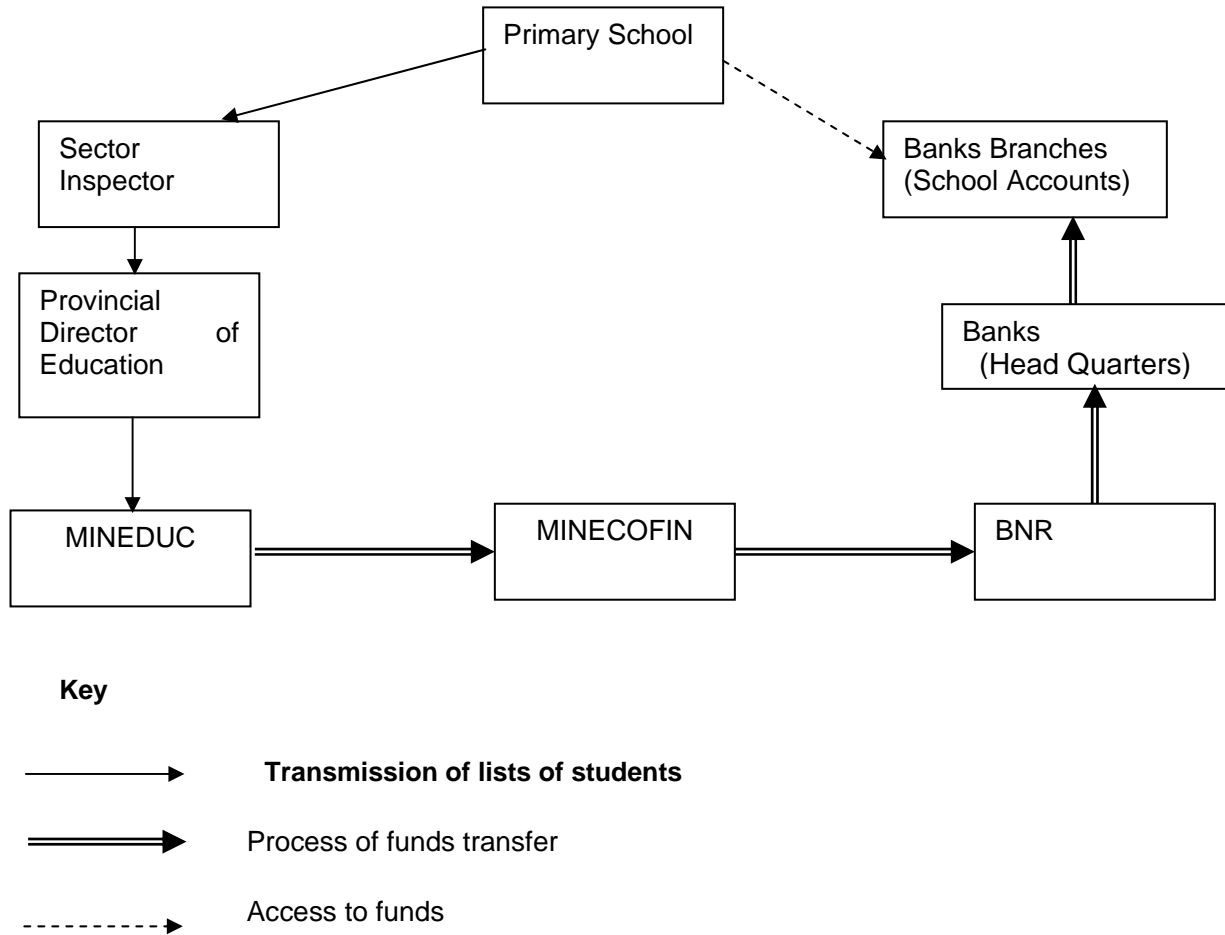 Primary School
Sector
Inspector
Banks Branches
(School Accounts)
Provincial
Director of
Education
Banks
(Head Quarters)
MINEDUC
MINECOFIN
BNR
Key
Transmission of lists of students
Process of funds transfer
Access to funds